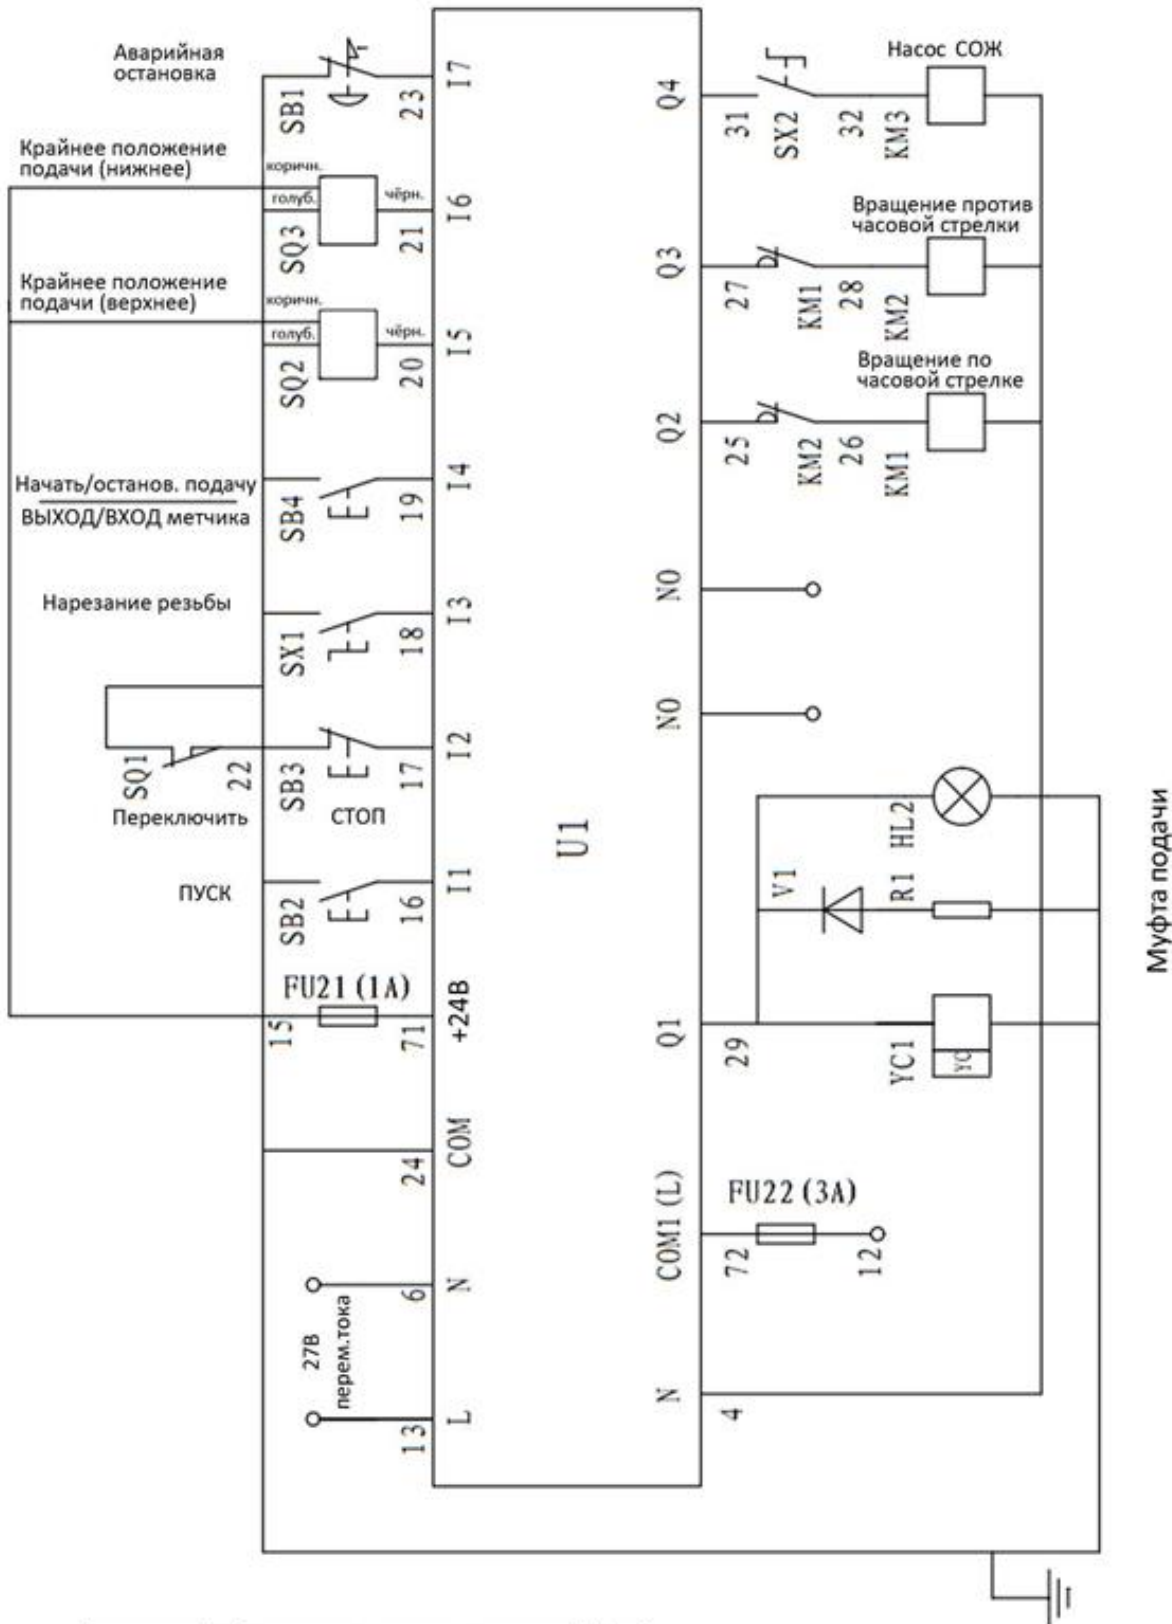 Аварийная
остановка
SB1
23
I7
Крайнее положение
подачи (нижнее)
коричн.
голуб.
чёрн.
SQ3
21
I6
Крайнее положение
подачи (верхнее)
коричн.
голуб.
чёрн.
SQ2
20
I5
Начать/останов. подачу
ВЫХОД/ВХОД метчика
SB4
19
I4
Нарезание резьбы
SX1
18
I3
SQ1
22
SB3
17
I2
Переключить
СТОП
ПУСК
SB2
16
I1
FU21 (1A)
15
71
+24В
24
COM
6
N
27В
перем.тока
13
L
U1
Насос СОЖ
Q4
31
SX2
32
KM3
Вращение против
часовой стрелки
Q3
27
KM1
28
KM2
Вращение по
часовой стрелке
Q2
25
KM2
26
KM1
NO
NO
HL2
V1
R1
Q1
29
YC1
YC
Муфта подачи
COM1 (L)
FU22 (3A)
72
12
N
4